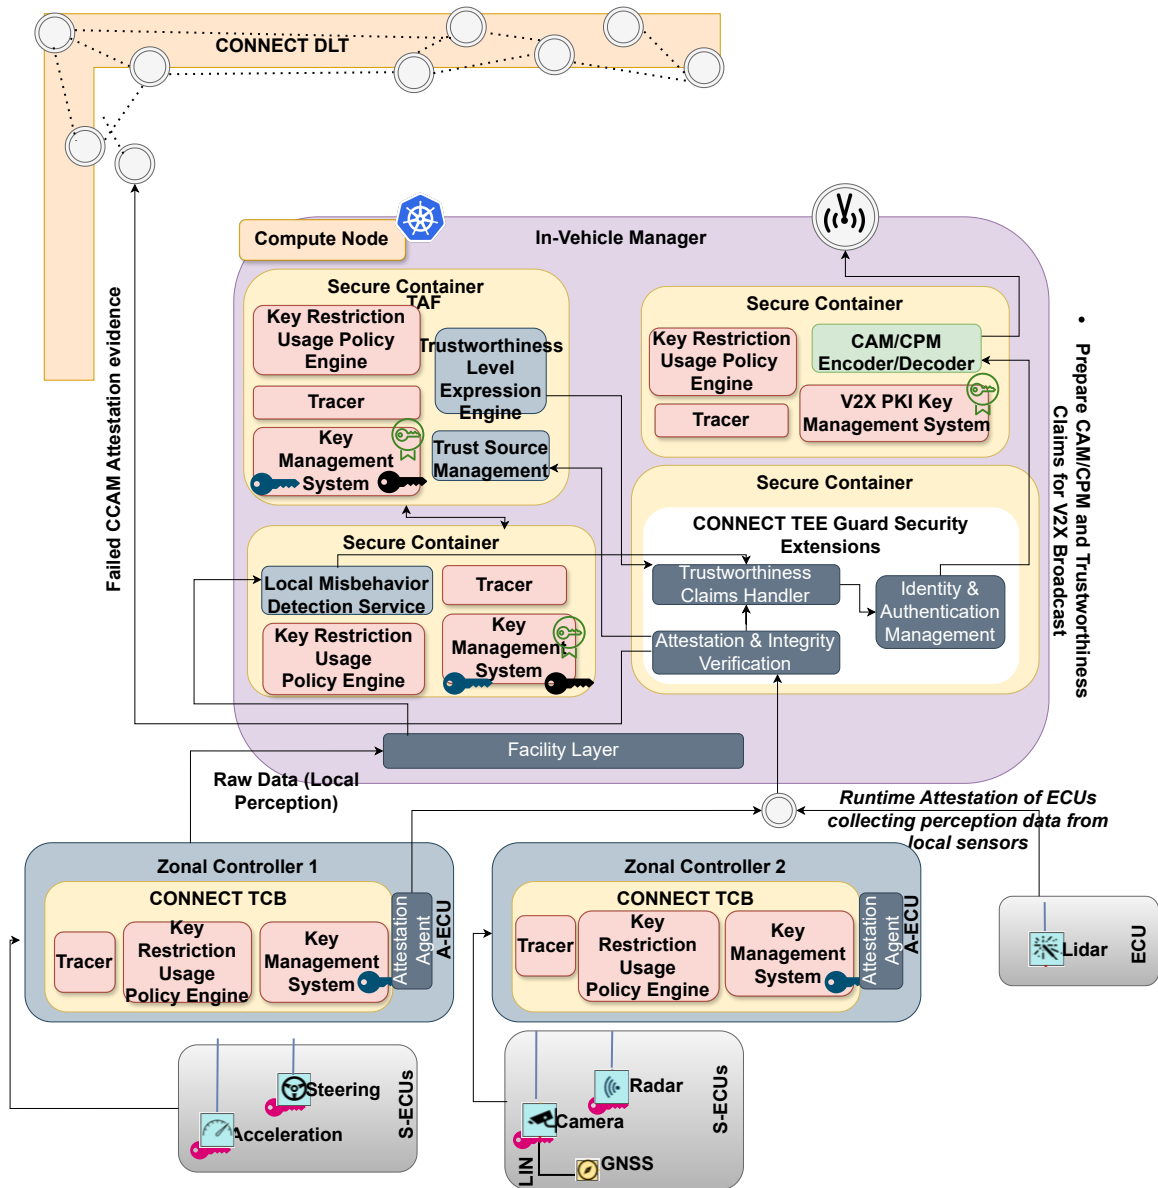 CONNECT DLT
Compute Node
In-Vehicle Manager
Failed CCAM Attestation evidence
Secure Container
TAF
Key Restriction
Usage Policy
Engine
Trustworthiness
Level
Expression
Engine
Tracer
Key
Management
System
Trust Source
Management
Secure Container
Key Restriction
Usage Policy
Engine
CAM/CPM
Encoder/Decoder
Tracer
V2X PKI Key
Management System
• Prepare CAM/CPM and Trustworthiness
Claims for V2X Broadcast
Secure Container
Local Misbehavior
Detection Service
Tracer
Key Restriction
Usage
Policy Engine
Key
Management
System
Secure Container
CONNECT TEE Guard Security
Extensions
Trustworthiness
Claims Handler
Identity &
Authentication
Management
Attestation & Integrity
Verification
Facility Layer
Raw Data (Local
Perception)
Runtime Attestation of ECUs
collecting perception data from
local sensors
Zonal Controller 1
CONNECT TCB
Tracer
Key
Restriction
Usage
Policy Engine
Key
Management
System
Attestation
Agent
A-ECU
Zonal Controller 2
CONNECT TCB
Tracer
Key
Restriction
Usage
Policy Engine
Key
Management
System
Attestation
Agent
A-ECU
Lidar
ECU
Steering
Acceleration
S-ECUs
Radar
Camera
GNSS
LIN
S-ECUs